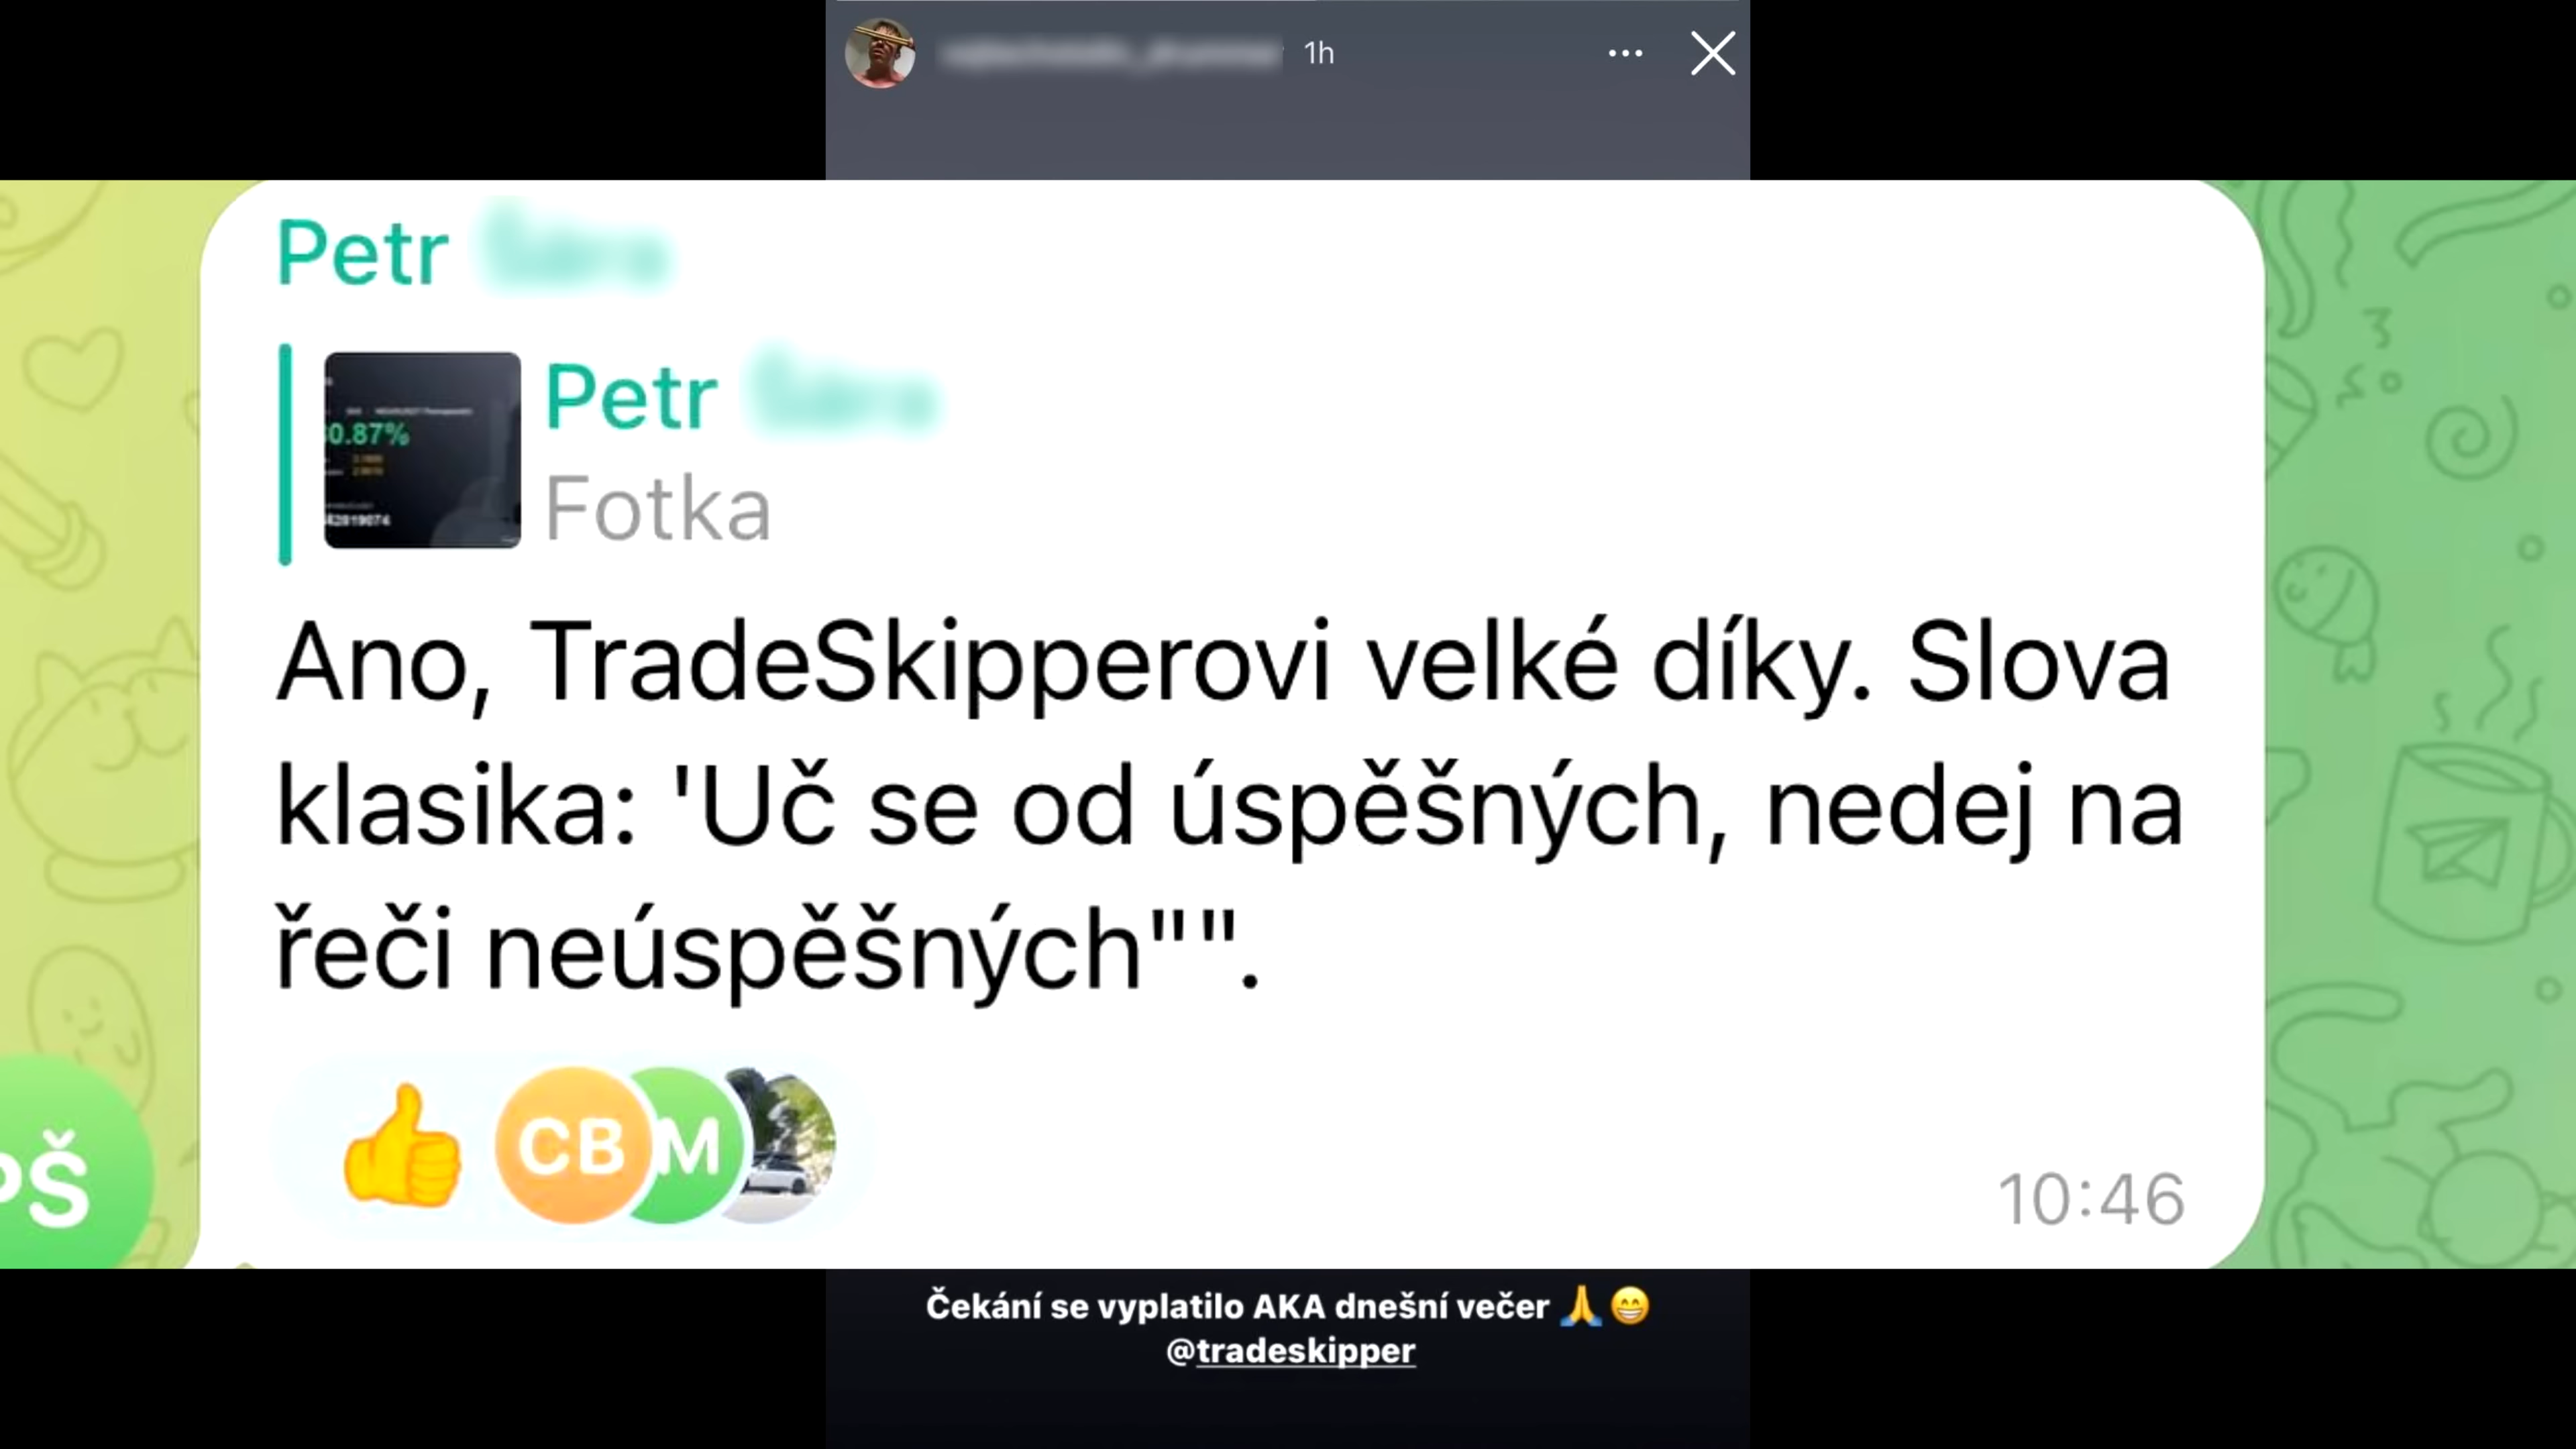 1h
Petr
0.87%
Petr
Fotka
Ano, TradeSkipperovi velké díky. Slova
klasika: 'Uč se od úspěšných, nedej na
řeči neúspěšných"".
CB
M
PŠ
10:46
Čekání se vyplatilo AKA dnešní večer 🙏😁
@tradeskipper